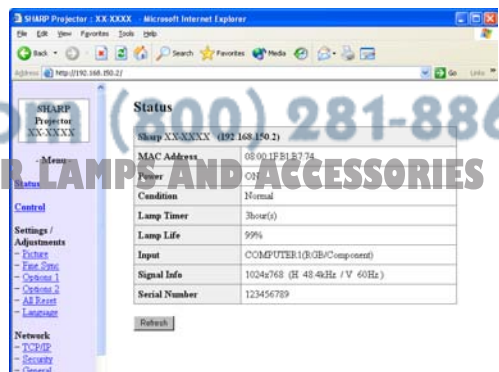 SHARP Projector : XX-XXXX - Microsoft Internet Explorer
File Edit View Favorites Tools Help
Back Search Favorites Media
Address http://192.168.150.2/ Go Links
SHARP
Projector
XX-XXXX
- Menu -
Status
Control
Settings /
Adjustments
- Picture
- Fine Sync
- Options 1
- Options 2
- All Reset
- Language
Network
- TCP/IP
- Security
- General
Status
Sharp XX-XXXX (192.168.150.2)
MAC Address 08:00:1F:B1:B7:74
Power ON
Condition Normal
Lamp Timer 3hour(s)
Lamp Life 99%
Input COMPUTER1(RGB/Component)
Signal Info 1024x768 (H 48.4kHz / V 60Hz)
Serial Number 123456789
Refresh
om (800) 281-886
R LAMPS AND ACCESSORIES